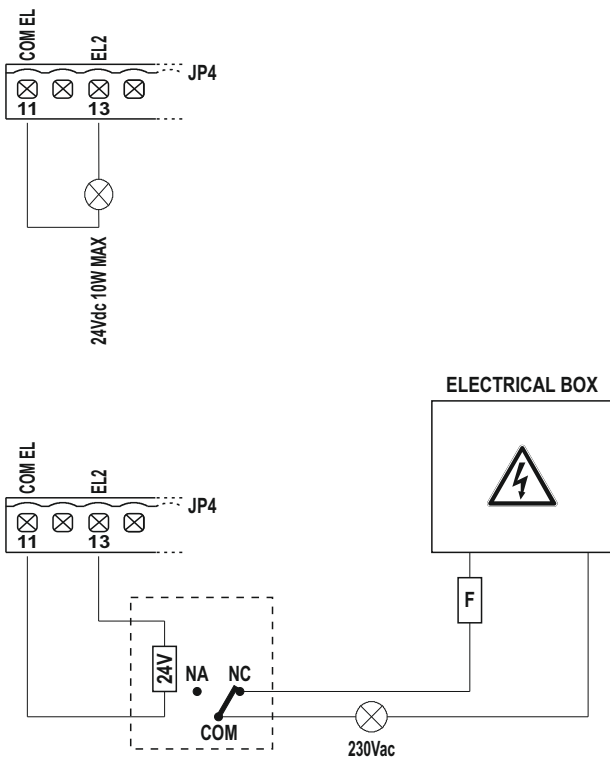 COM EL
EL2
JP4
11
13
24Vdc 10W MAX
ELECTRICAL BOX
COM EL
EL2
JP4
11
13
F
24V
NA
NC
COM
230Vac